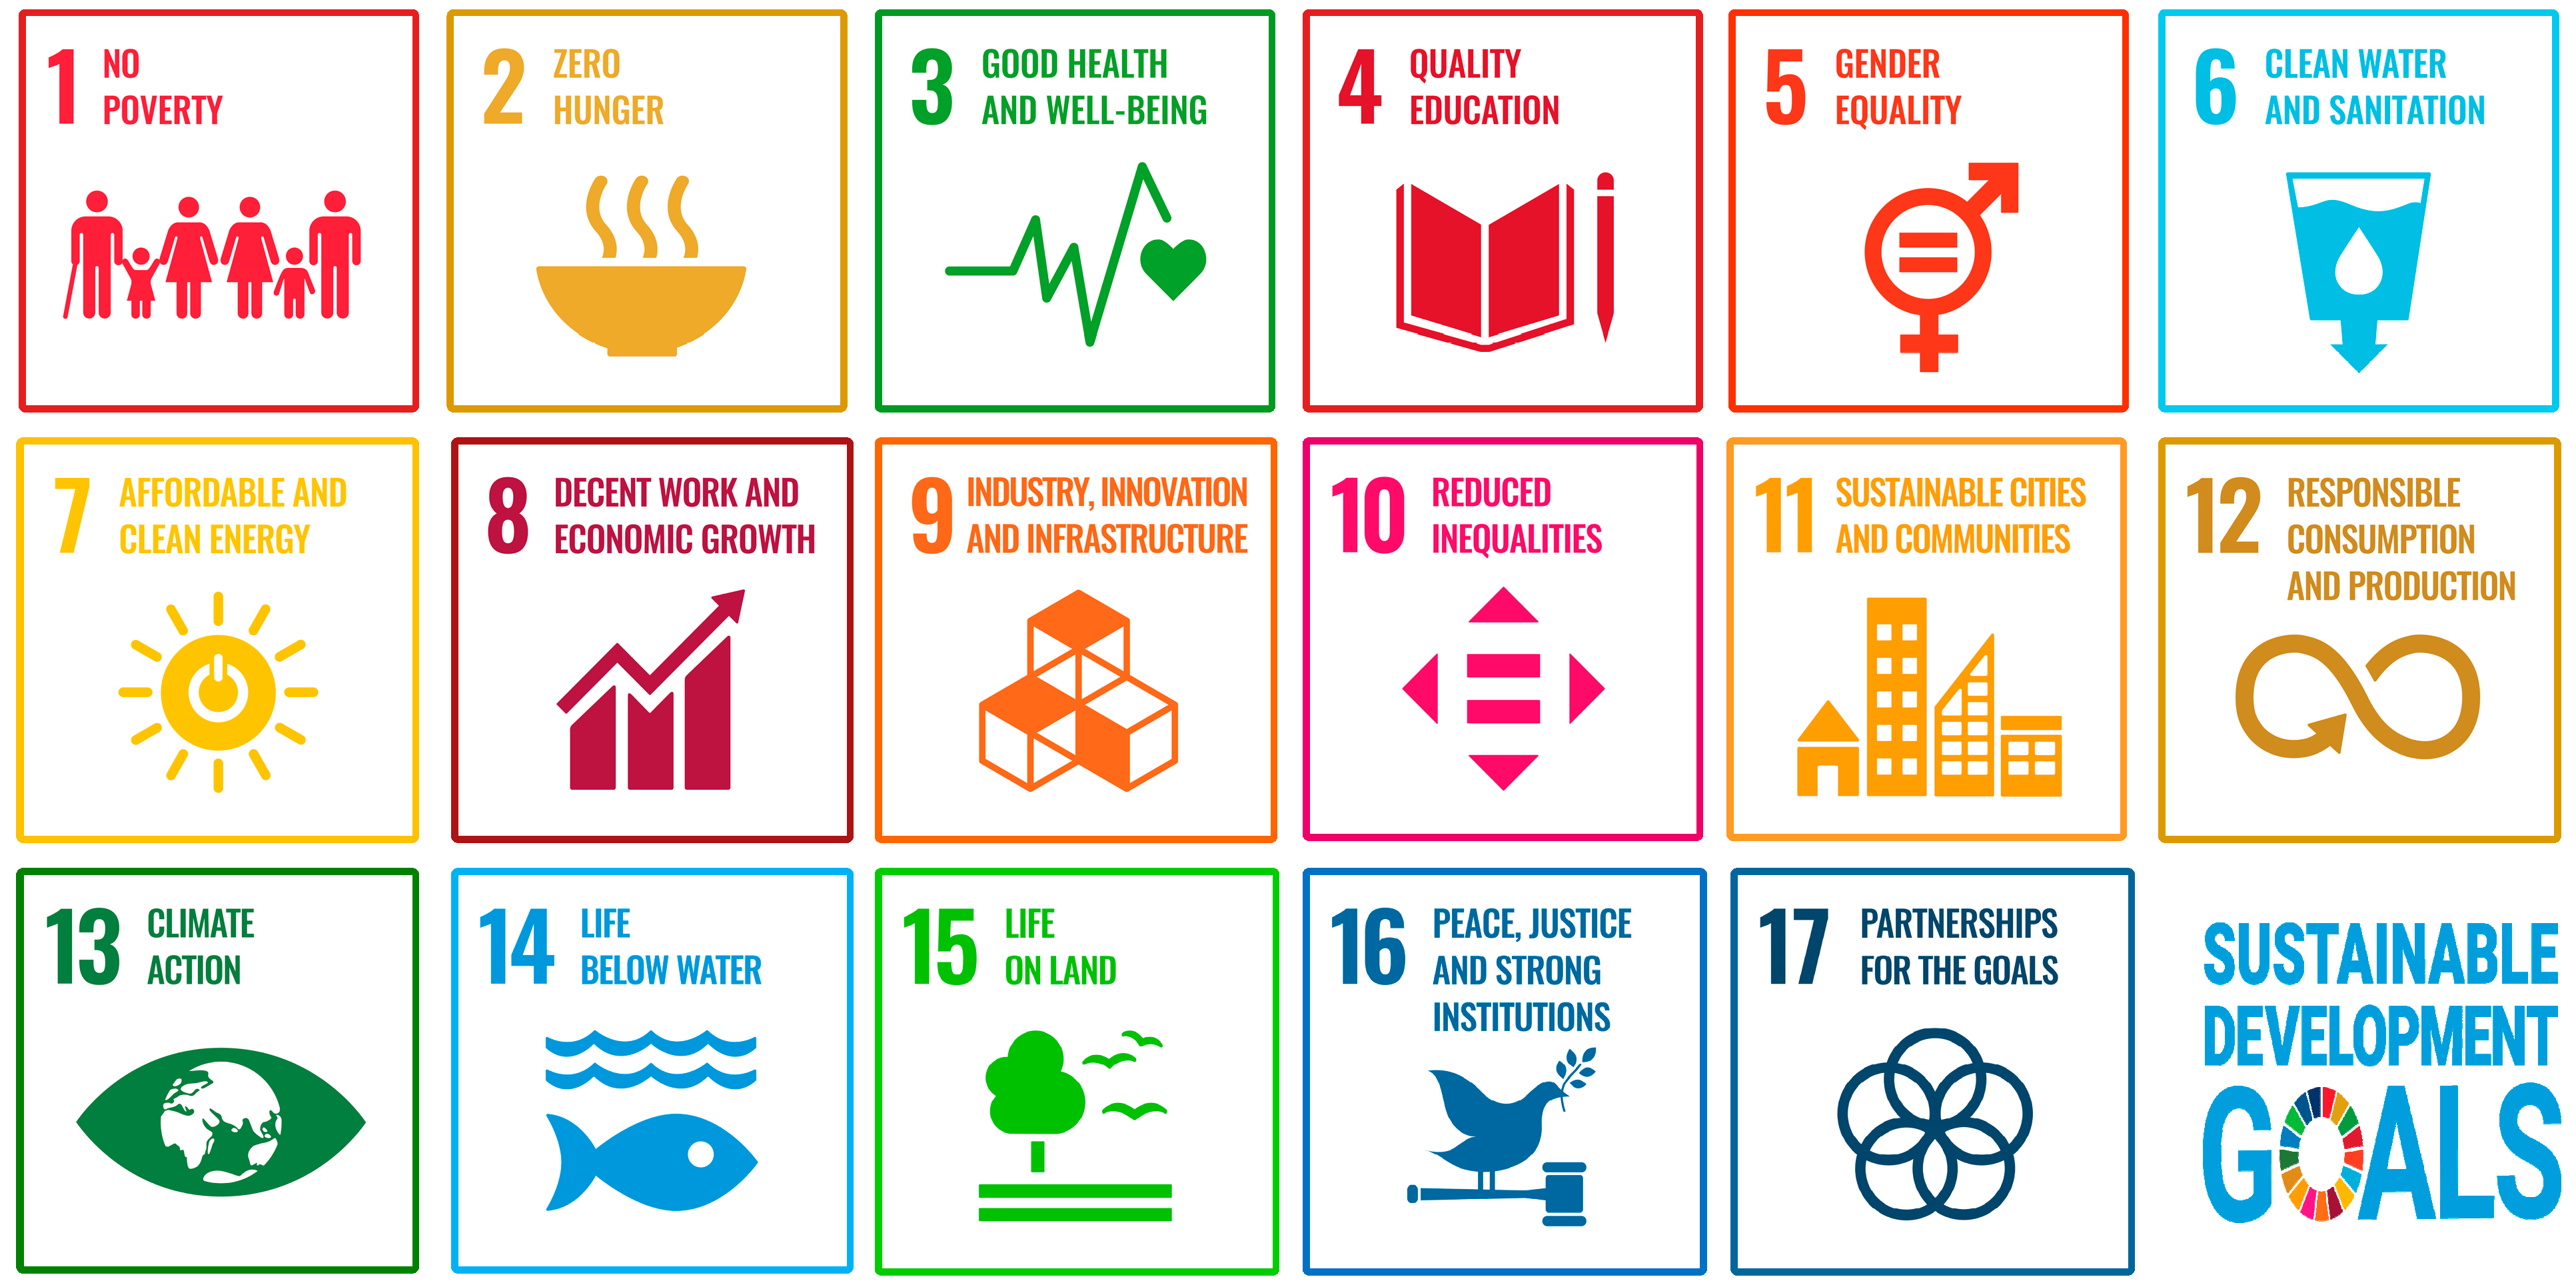 1 NO
POVERTY
2 ZERO
HUNGER
3 GOOD HEALTH
AND WELL-BEING
4 QUALITY
EDUCATION
5 GENDER
EQUALITY
6 CLEAN WATER
AND SANITATION
7 AFFORDABLE AND
CLEAN ENERGY
8 DECENT WORK AND
ECONOMIC GROWTH
9 INDUSTRY, INNOVATION
AND INFRASTRUCTURE
10 REDUCED
INEQUALITIES
11 SUSTAINABLE CITIES
AND COMMUNITIES
12 RESPONSIBLE
CONSUMPTION
AND PRODUCTION
13 CLIMATE
ACTION
14 LIFE
BELOW WATER
15 LIFE
ON LAND
16 PEACE, JUSTICE
AND STRONG
INSTITUTIONS
17 PARTNERSHIPS
FOR THE GOALS
SUSTAINABLE
DEVELOPMENT
GOALS